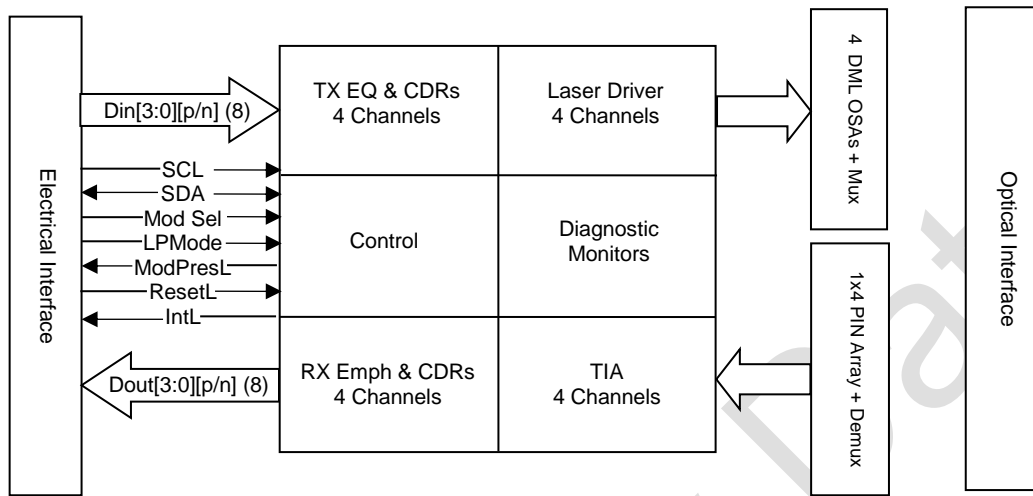 Electrical Interface
Din[3:0][p/n] (8)
SCL
SDA
Mod Sel
LPMode
ModPresL
ResetL
IntL
Dout[3:0][p/n] (8)
TX EQ & CDRs
4 Channels
Laser Driver
4 Channels
Control
Diagnostic
Monitors
RX Emph & CDRs
4 Channels
TIA
4 Channels
4 DML OSAs + Mux
1x4 PIN Array + Demux
Optical Interface